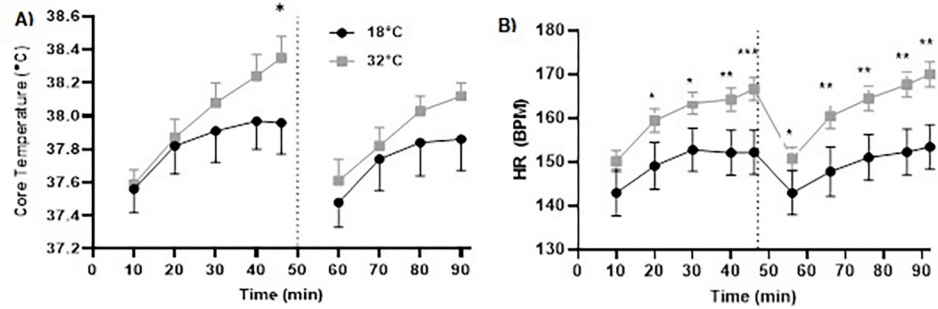 A)
Core Temperature (°C)
38.6
38.4
38.2
38.0
37.8
37.6
37.4
37.2
*
18°C
32°C
0 10 20 30 40 50 60 70 80 90
Time (min)
B)
HR (BPM)
180
170
160
150
140
130
* * ** *** * ** ** ** **
0 10 20 30 40 50 60 70 80 90
Time (min)